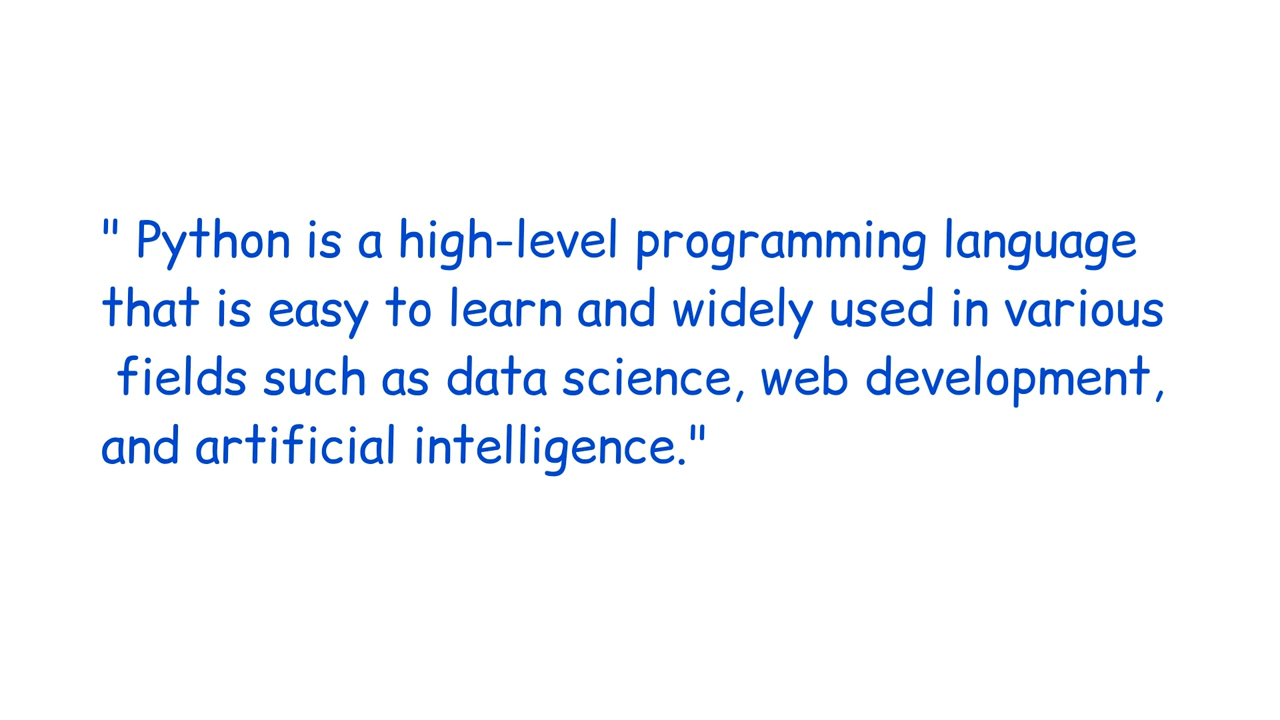 " Python is a high-level programming language
that is easy to learn and widely used in various
fields such as data science, web development,
and artificial intelligence."